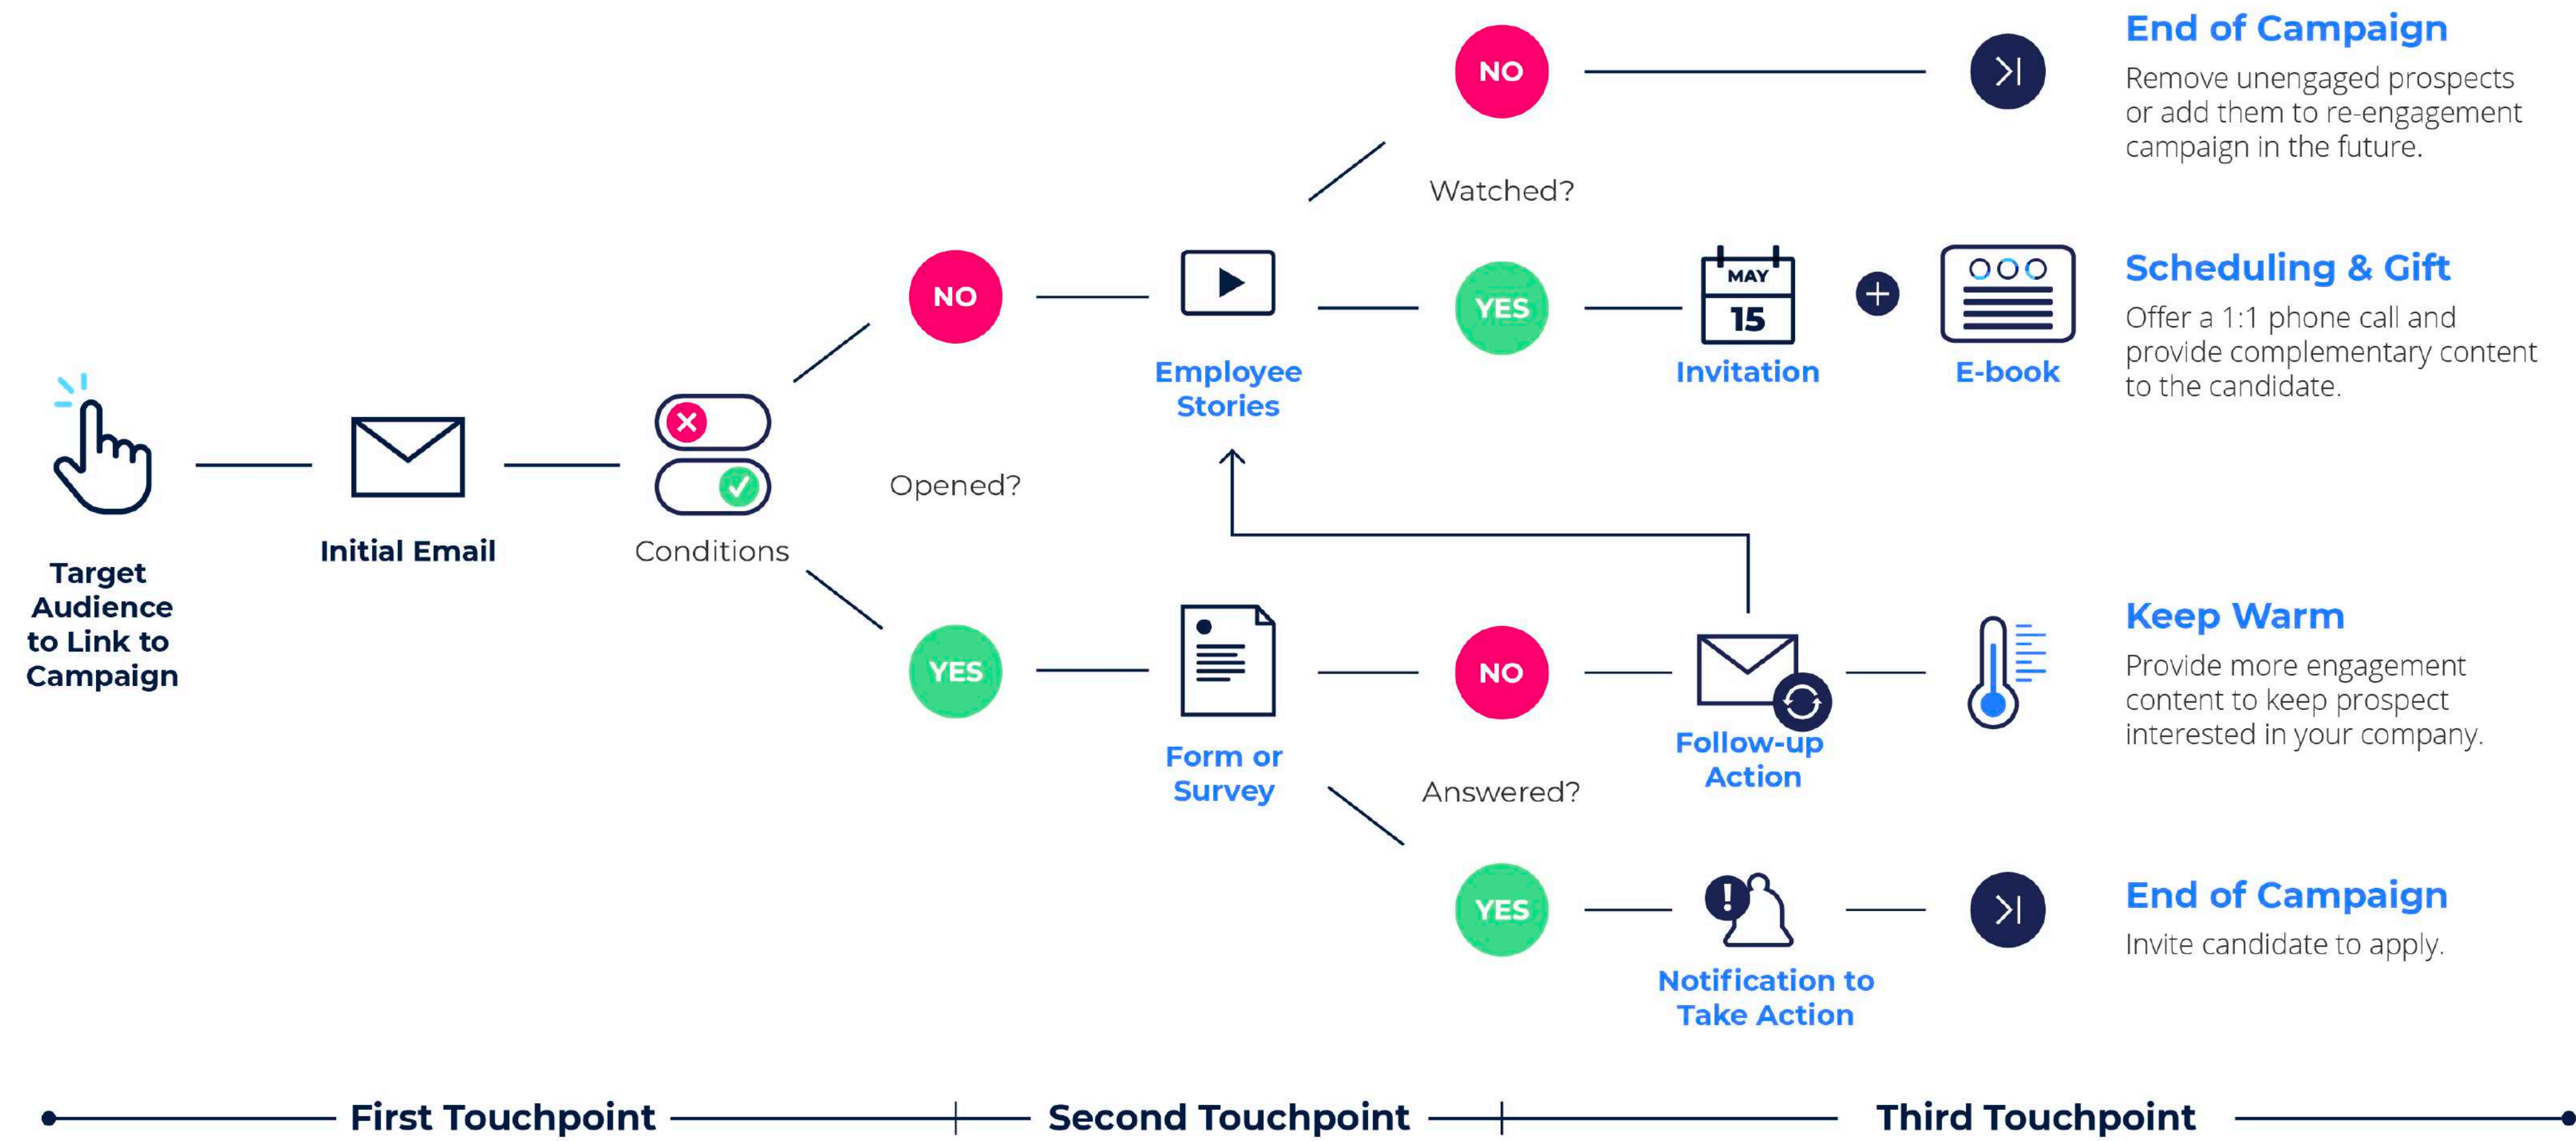 End of Campaign
Remove unengaged prospects
or add them to re-engagement
campaign in the future.
NO
Watched?
NO
YES
MAY
15
Employee
Stories
Invitation
E-book
Scheduling & Gift
Offer a 1:1 phone call and
provide complementary content
to the candidate.
Opened?
Target
Audience
to Link to
Campaign
Initial Email
Conditions
YES
Form or
Survey
NO
Answered?
Follow-up
Action
Keep Warm
Provide more engagement
content to keep prospect
interested in your company.
YES
!
Notification to
Take Action
End of Campaign
Invite candidate to apply.
First Touchpoint
Second Touchpoint
Third Touchpoint